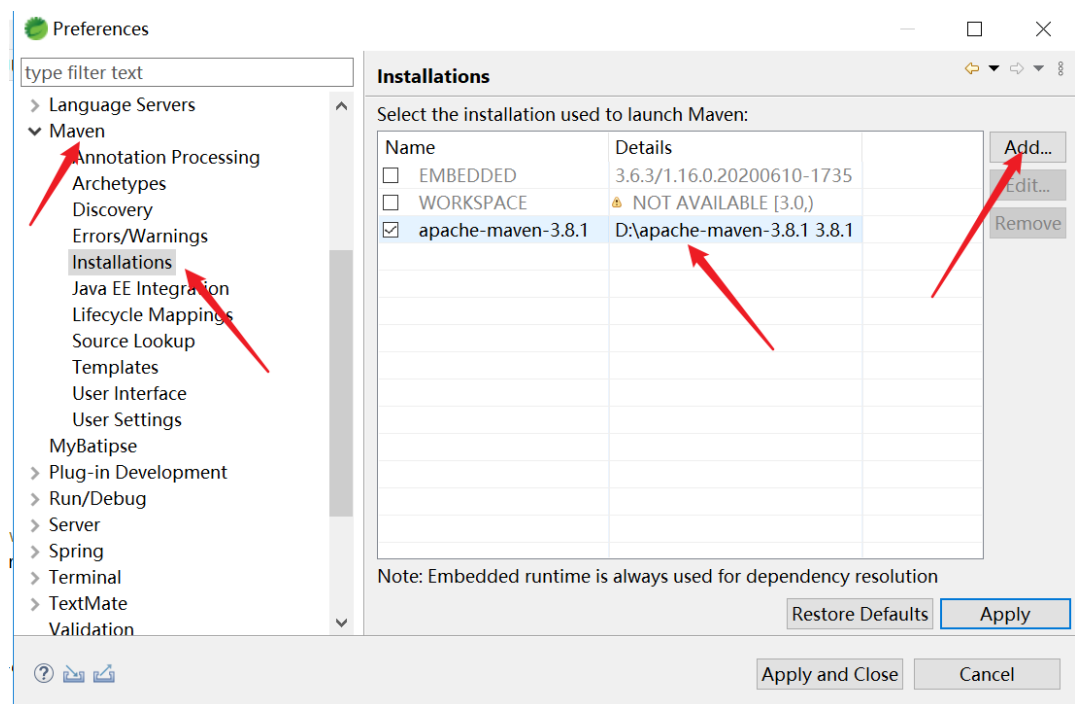 Preferences
type filter text
Language Servers
Maven
Annotation Processing
Archetypes
Discovery
Errors/Warnings
Installations
Java EE Integration
Lifecycle Mappings
Source Lookup
Templates
User Interface
User Settings
MyBatipse
Plug-in Development
Run/Debug
Server
Spring
Terminal
TextMate
Validation
Installations
Select the installation used to launch Maven:
Name Details
EMBEDDED 3.6.3/1.16.0.20200610-1735
WORKSPACE NOT AVAILABLE [3.0,)
apache-maven-3.8.1 D:\apache-maven-3.8.1 3.8.1
Add...
Edit...
Remove
Note: Embedded runtime is always used for dependency resolution
Restore Defaults Apply
Apply and Close Cancel